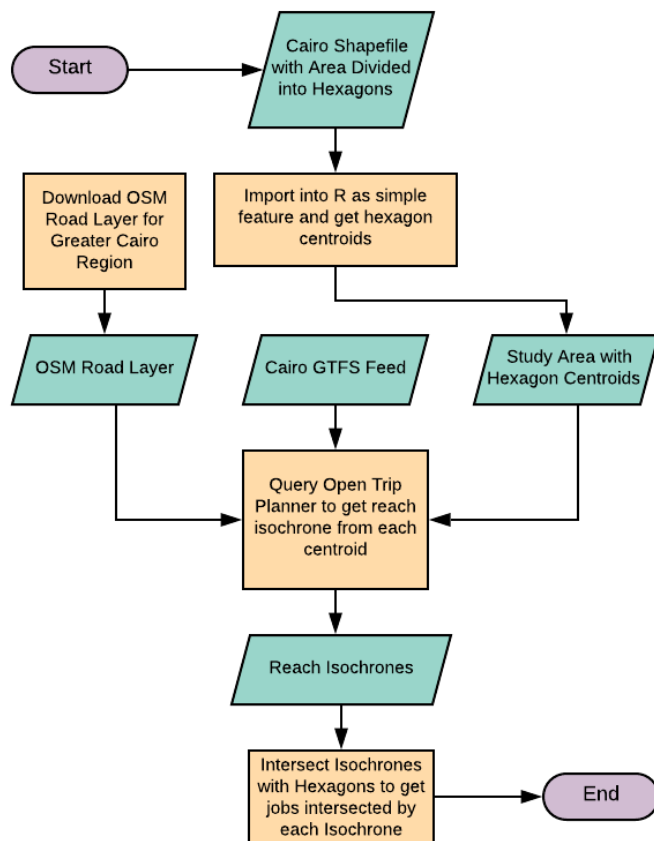 Start
Cairo Shapefile
with Area Divided
into Hexagons
Download OSM
Road Layer for
Greater Cairo
Region
Import into R as simple
feature and get hexagon
centroids
OSM Road Layer
Cairo GTFS Feed
Study Area with
Hexagon Centroids
Query Open Trip
Planner to get reach
isochrone from each
centroid
Reach Isochrones
Intersect Isochrones
with Hexagons to get
jobs intersected by
each Isochrone
End